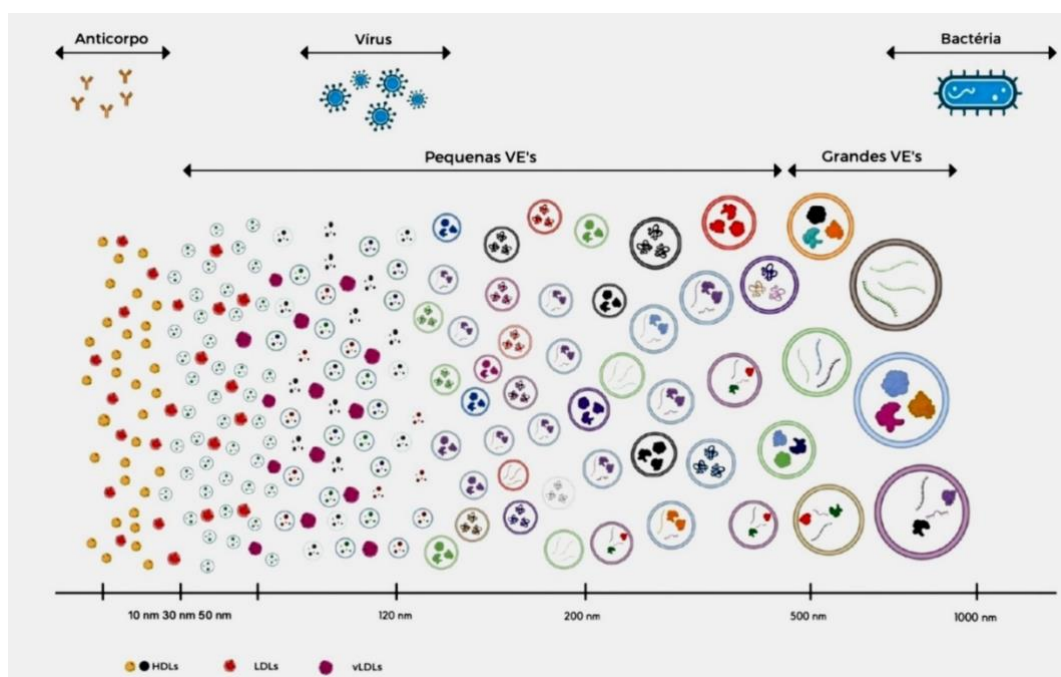 Anticorpo
Vírus
Bactéria
Pequenas VE's
Grandes VE's
10 nm 30 nm 50 nm
120 nm
200 nm
500 nm
1000 nm
HDLs
LDLs
vLDLs